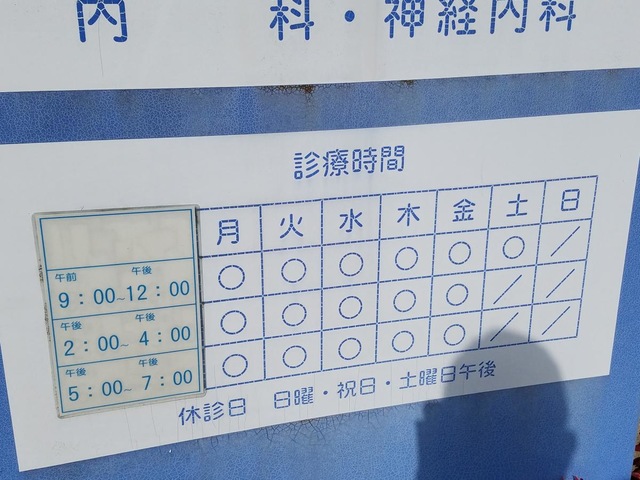 内 科・神経内科
診療時間
月 火 水 木 金 土 日
午前 午後
9：00~12：00 ○ ○ ○ ○ ○ ○ ／
午後 午後
2：00~ 4：00 ○ ○ ○ ○ ○ ／ ／
午後 午後
5：00~ 7：00 ○ ○ ○ ○ ○ ／ ／
休診日 日曜・祝日・土曜日午後